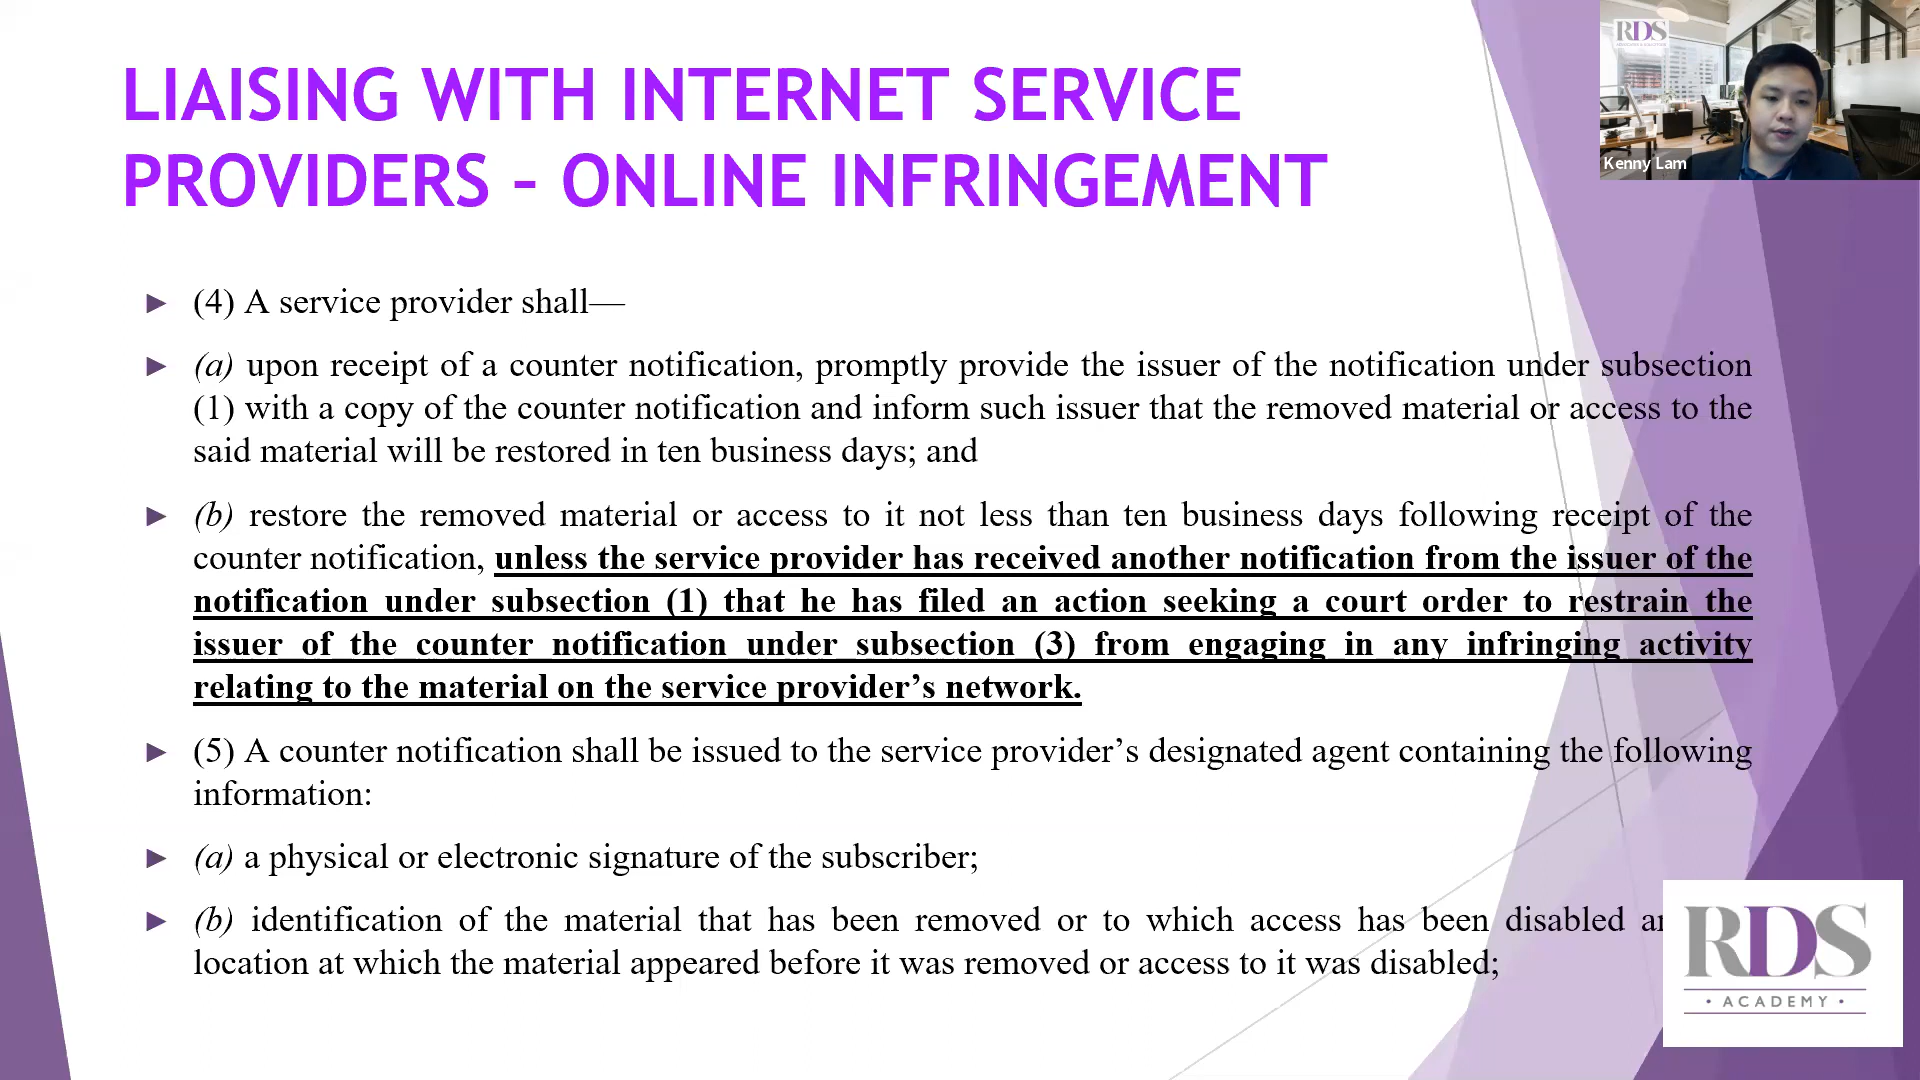 LIAISING WITH INTERNET SERVICE
PROVIDERS – ONLINE INFRINGEMENT
RDS
Kenny Lam
(4) A service provider shall—
(a) upon receipt of a counter notification, promptly provide the issuer of the notification under subsection
(1) with a copy of the counter notification and inform such issuer that the removed material or access to the
said material will be restored in ten business days; and
(b) restore the removed material or access to it not less than ten business days following receipt of the
counter notification, unless the service provider has received another notification from the issuer of the
notification under subsection (1) that he has filed an action seeking a court order to restrain the
issuer of the counter notification under subsection (3) from engaging in any infringing activity
relating to the material on the service provider’s network.
(5) A counter notification shall be issued to the service provider’s designated agent containing the following
information:
(a) a physical or electronic signature of the subscriber;
(b) identification of the material that has been removed or to which access has been disabled
location at which the material appeared before it was removed or access to it was disabled;
RDS
• ACADEMY •